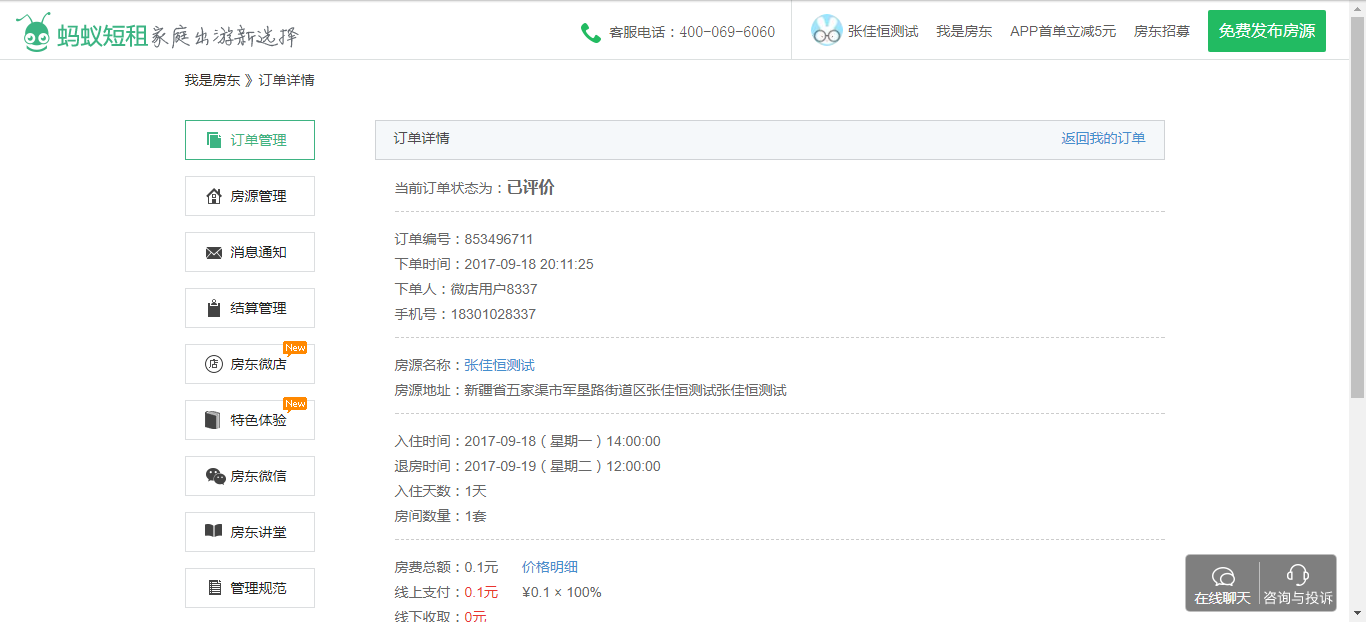 蚂蚁短租 家庭出游新选择
客服电话：400-069-6060
张佳恒测试 我是房东 APP首单立减5元 房东招募 免费发布房源
我是房东 》 订单详情
订单管理
房源管理
消息通知
结算管理
房东微店 New
店
特色体验 New
房东微信
房东讲堂
管理规范
订单详情 返回我的订单
当前订单状态为：已评价
订单编号：853496711
下单时间：2017-09-18 20:11:25
下单人：微店用户8337
手机号：18301028337
房源名称：张佳恒测试
房源地址：新疆省五家渠市军垦路街道区张佳恒测试张佳恒测试
入住时间：2017-09-18（星期一）14:00:00
退房时间：2017-09-19（星期二）12:00:00
入住天数：1天
房间数量：1套
房费总额：0.1元 价格明细
线上支付：0.1元 ¥0.1 × 100%
线下收取：0元
在线聊天 咨询与投诉